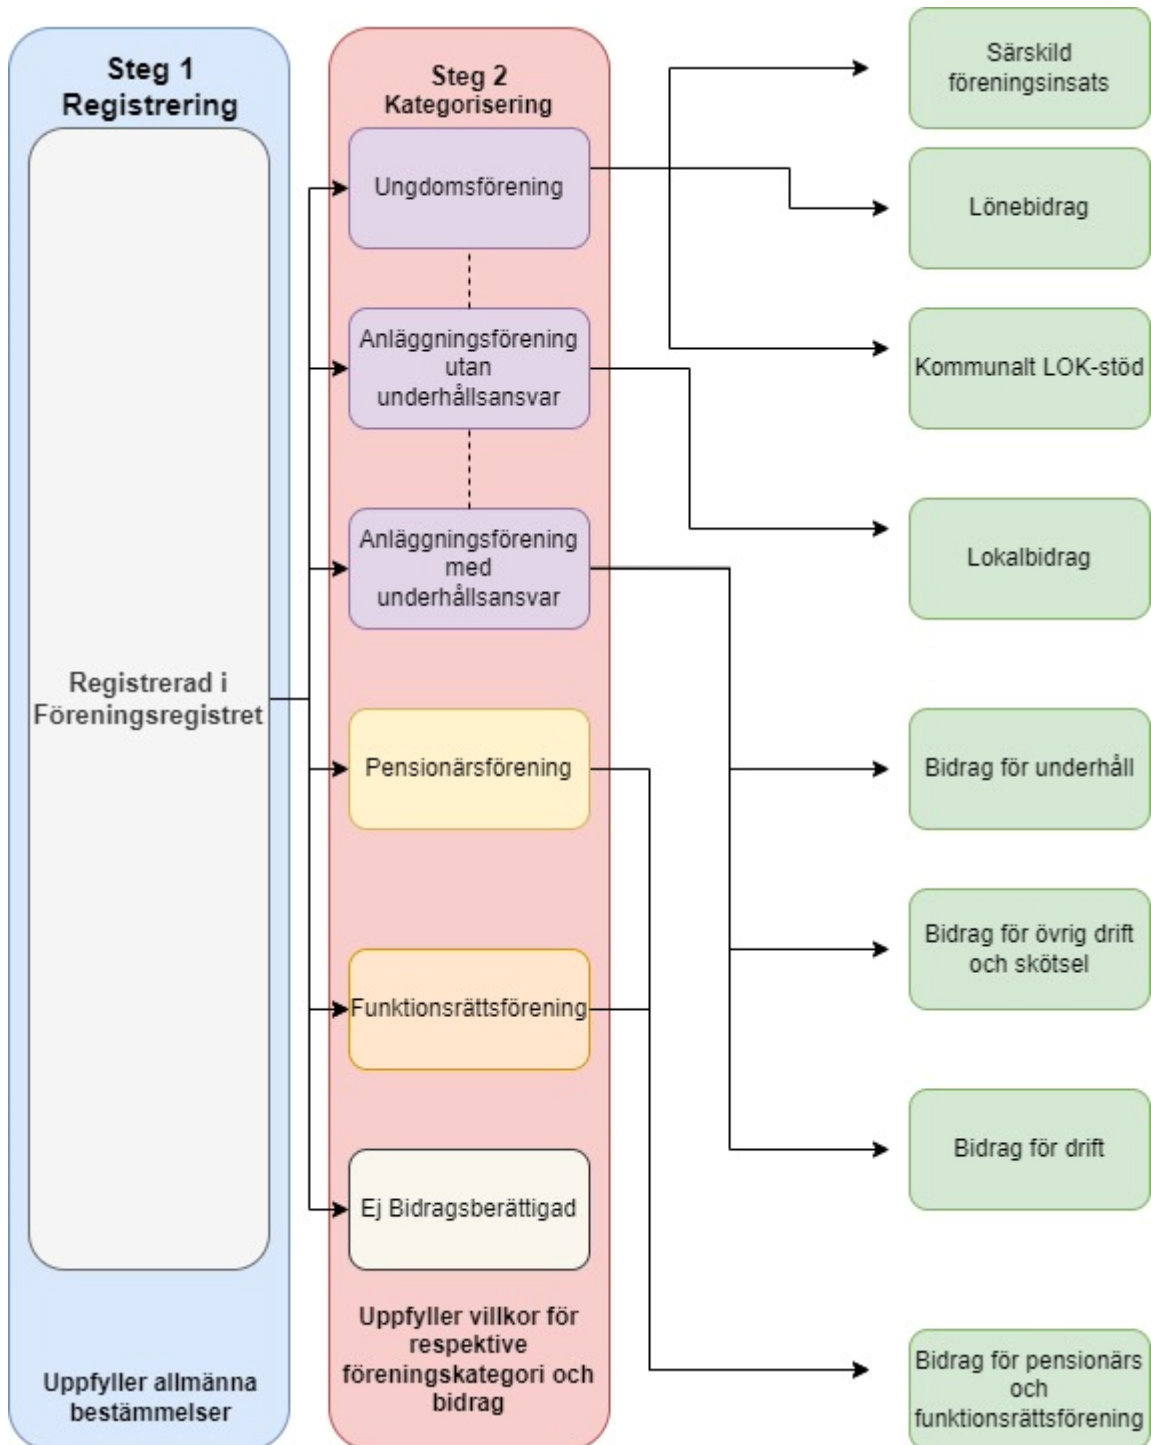 Steg 1
Registrering
Registrerad i
Föreningsregistret
Uppfyller allmänna
bestämmelser
Steg 2
Kategorisering
Ungdomsförening
Anläggningsförening
utan
underhållsansvar
Anläggningsförening
med
underhållsansvar
Pensionärsförening
Funktionsrättsförening
Ej Bidragsberättigad
Uppfyller villkor för
respektive
föreningskategori och
bidrag
Särskild
föreningsinsats
Lönebidrag
Kommunalt LOK-stöd
Lokalbidrag
Bidrag för underhåll
Bidrag för övrig drift
och skötsel
Bidrag för drift
Bidrag för pensionärs
och
funktionsrättsförening